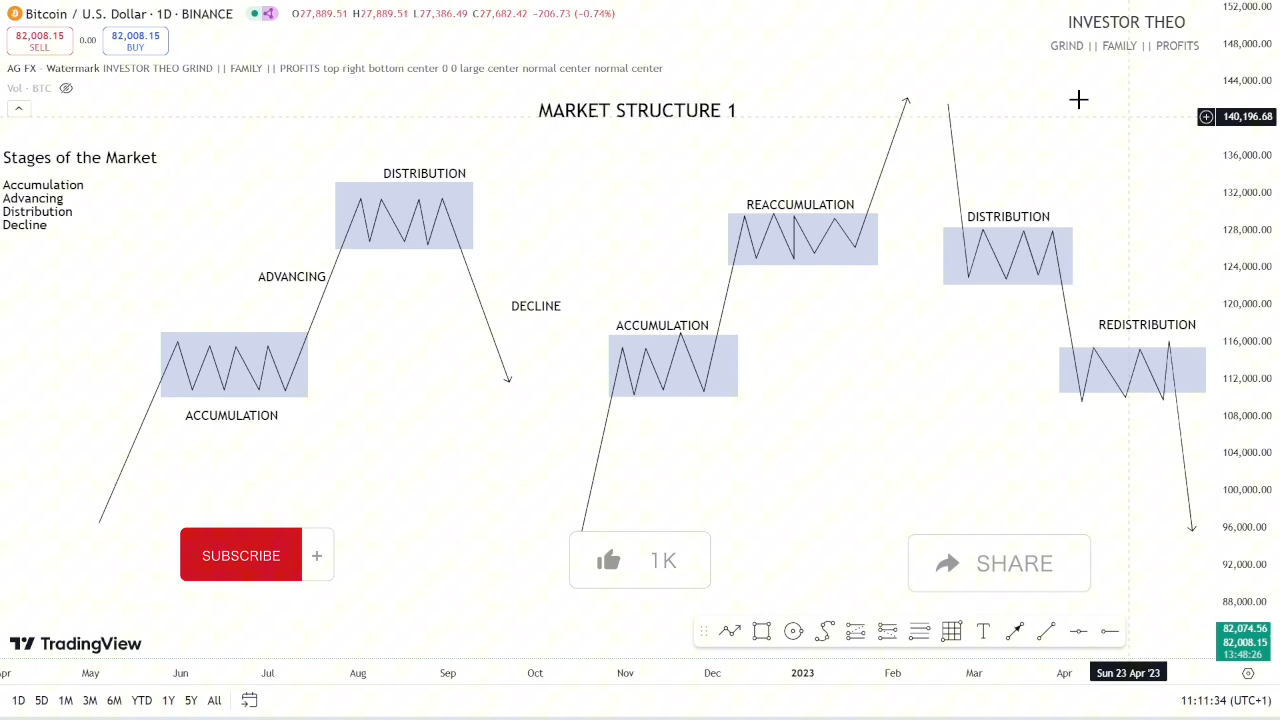 Bitcoin / U.S. Dollar · 1D · BINANCE
O27,889.51 H27,889.51 L27,386.49 C27,682.42 −206.73 (−0.74%)
82,008.15
SELL
0.00
82,008.15
BUY
AG FX - Watermark INVESTOR THEO GRIND || FAMILY || PROFITS top right bottom center 0 0 large center normal center normal center
Vol · BTC
INVESTOR THEO
GRIND || FAMILY || PROFITS
MARKET STRUCTURE 1
Stages of the Market
Accumulation
Advancing
Distribution
Decline
DISTRIBUTION
ADVANCING
ACCUMULATION
DECLINE
REACCUMULATION
ACCUMULATION
DISTRIBUTION
REDISTRIBUTION
SUBSCRIBE +
1K
SHARE
TradingView
152,000.00
148,000.00
144,000.00
140,196.68
136,000.00
132,000.00
128,000.00
124,000.00
120,000.00
116,000.00
112,000.00
108,000.00
104,000.00
100,000.00
96,000.00
92,000.00
88,000.00
82,074.56
82,008.15
13:48:26
pr May Jun Jul Aug Sep Oct Nov Dec 2023 Feb Mar Apr Sun 23 Apr '23
1D 5D 1M 3M 6M YTD 1Y 5Y All
11:11:34 (UTC+1)